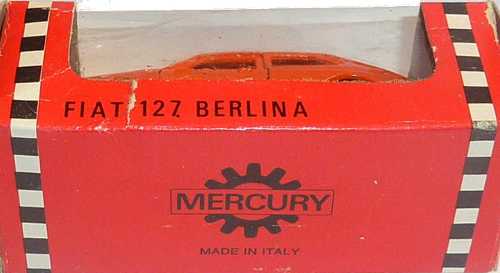 FIAT 127 BERLINA
MERCURY
MADE IN ITALY